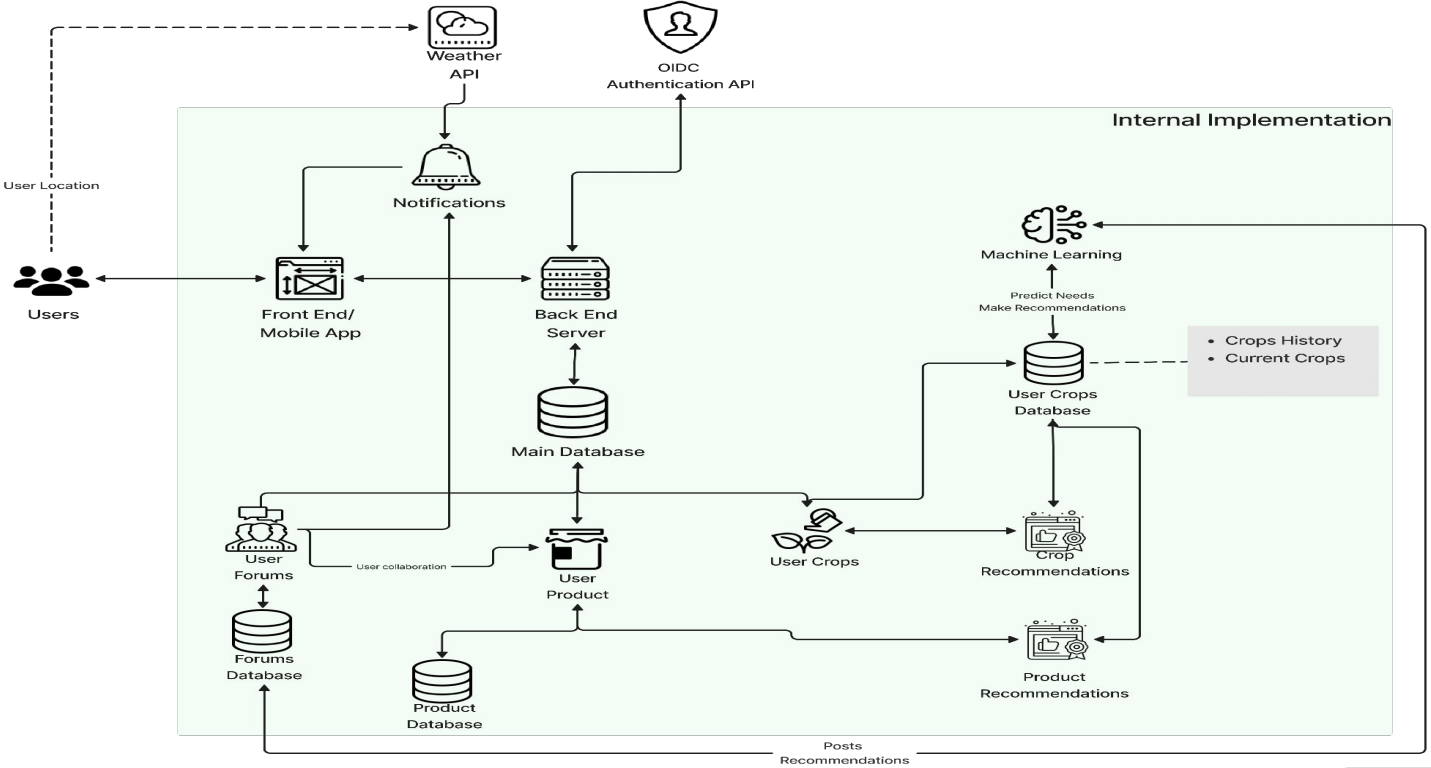 Weather
API
OIDC
Authentication API
Internal Implementation
User Location
Notifications
Machine Learning
Predict Needs
Make Recommendations
Users
Front End/
Mobile App
Back End
Server
• Crops History
• Current Crops
User Crops
Database
Main Database
User
Forums
User collaboration
User
Product
User Crops
Crop
Recommendations
Forums
Database
Product
Database
Product
Recommendations
Posts
Recommendations